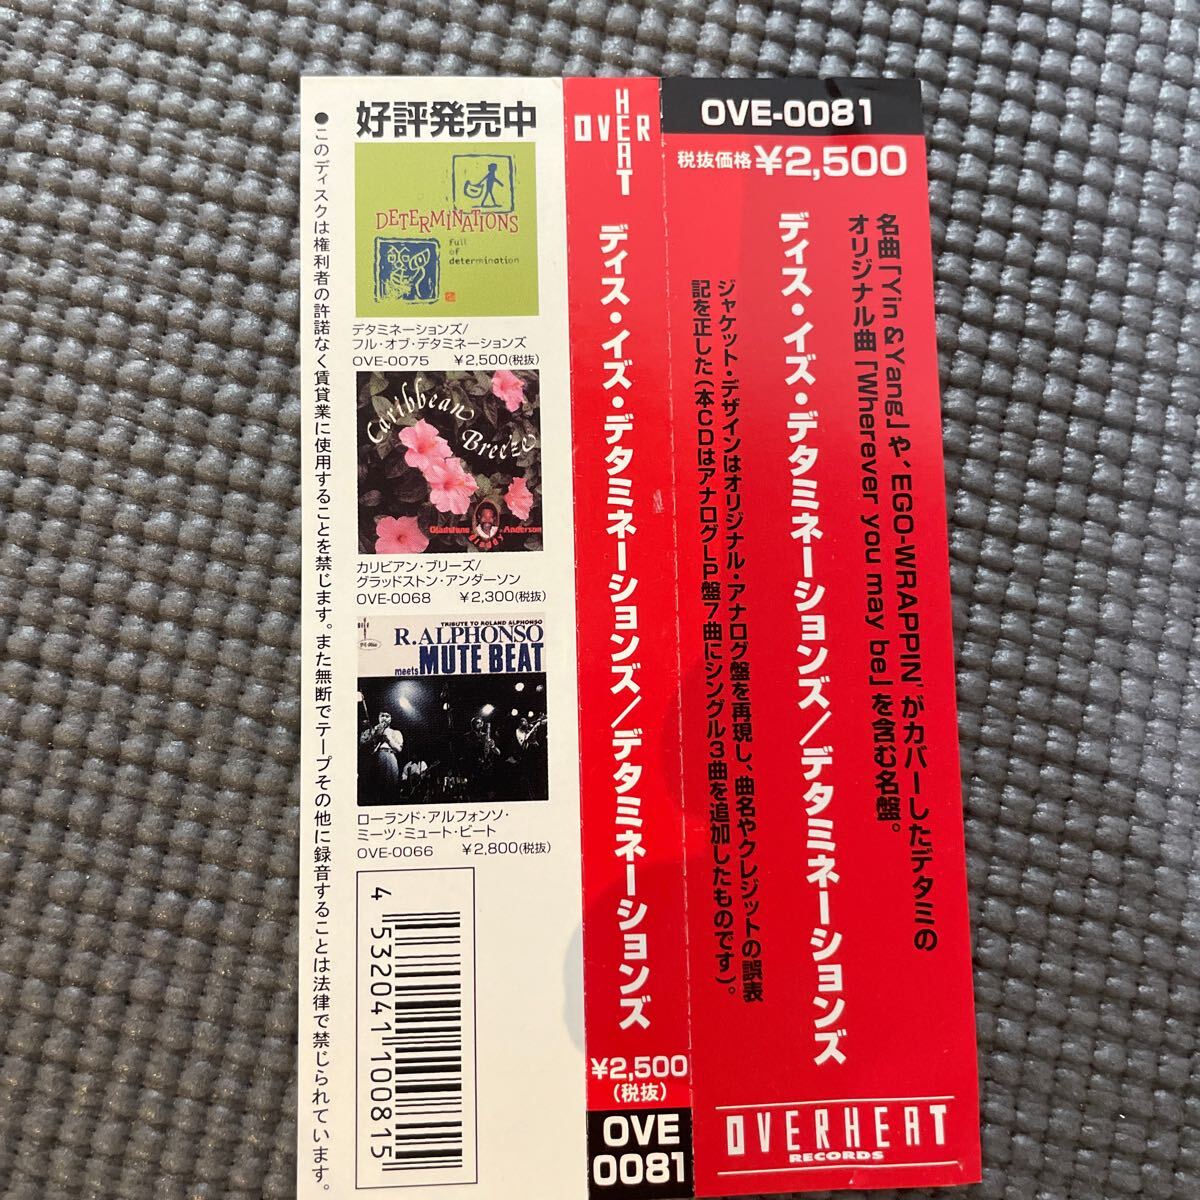 OVE-0081
税抜価格 ¥2,500
名曲「Yin &Yang」や、EGO-WRAPPIN'がカバーしたデタミの
オリジナル曲「Wherever you may be」を含む名盤。
ディス・イズ・デタミネーションズ/デタミネーションズ
ジャケット・デザインはオリジナル・アナログ盤を再現し、曲名やクレジットの誤表
記を正した(本CDはアナログLP盤7曲にシングル3曲を追加したものです)。
OVERHEAT
RECORDS
OVER
HEAT
ディス・イズ・デタミネーションズ/デタミネーションズ
¥2,500
(税抜)
OVE
0081
好評発売中
DETERMINATIONS
full
of
determination
デタミネーションズ/
フル・オブ・デタミネーションズ
OVE-0075 ¥2,500(税抜)
Caribbean
Breeze
Gladstone Anderson
カリビアン・ブリーズ/
グラッドストン・アンダーソン
OVE-0068 ¥2,300(税抜)
TRIBUTE TO ROLAND ALPHONSO
R.ALPHONSO
meets MUTE BEAT
ローランド・アルフォンソ・
ミーツ・ミュート・ビート
OVE-0066 ¥2,800(税抜)
4 532041 100815
●このディスクは権利者の許諾なく賃貸業に使用することを禁じます。また無断でテープその他に録音することは法律で禁じられています。